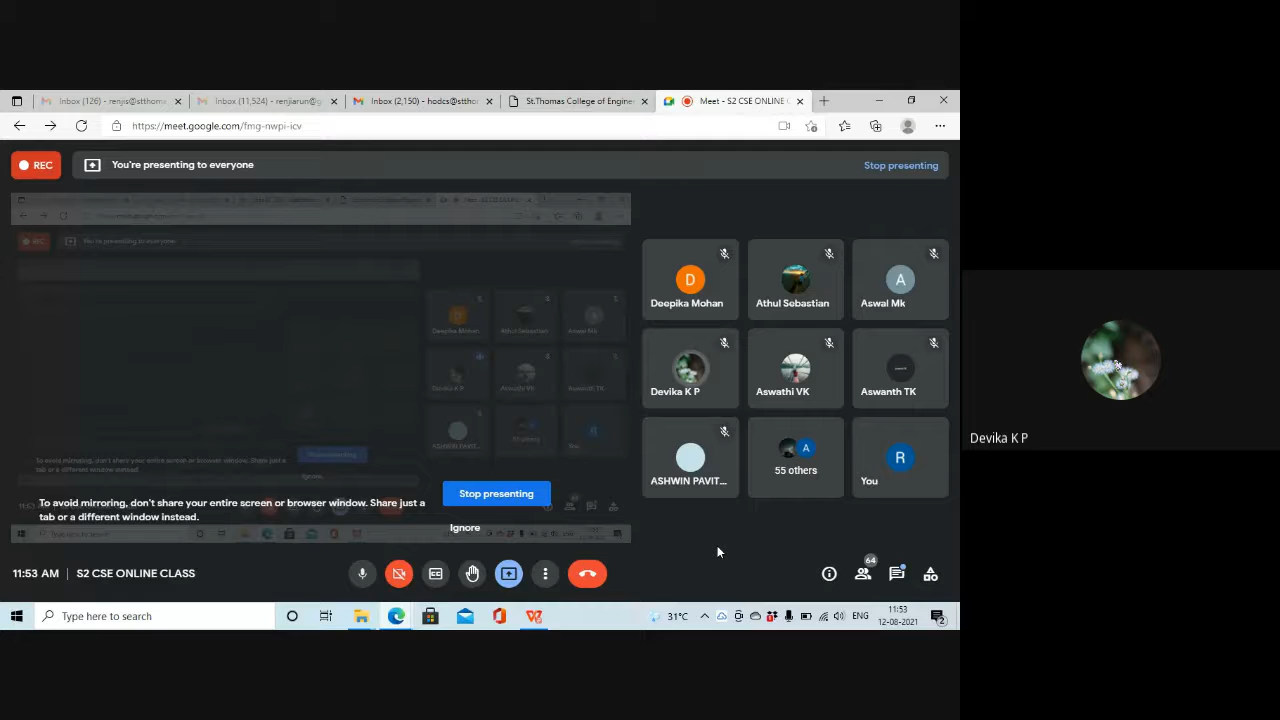 Inbox (126) - renjis@stthom
Inbox (11,524) - renjiarun@g
Inbox (2,150) - hodcs@sttho
St.Thomas College of Engine
Meet - S2 CSE ONLINE C
https://meet.google.com/fmg-nwpi-icv
REC
You're presenting to everyone
Stop presenting
Deepika Mohan
Athul Sebastian
Aswal Mk
Devika K P
Aswathi VK
Aswanth TK
ASHWIN PAVIT...
55 others
You
D
A
A
R
To avoid mirroring, don't share your entire screen or browser window. Share just a
tab or a different window instead.
Stop presenting
Ignore
11:53 AM | S2 CSE ONLINE CLASS
64
Type here to search
31°C
ENG
11:53
12-08-2021
2
Devika K P